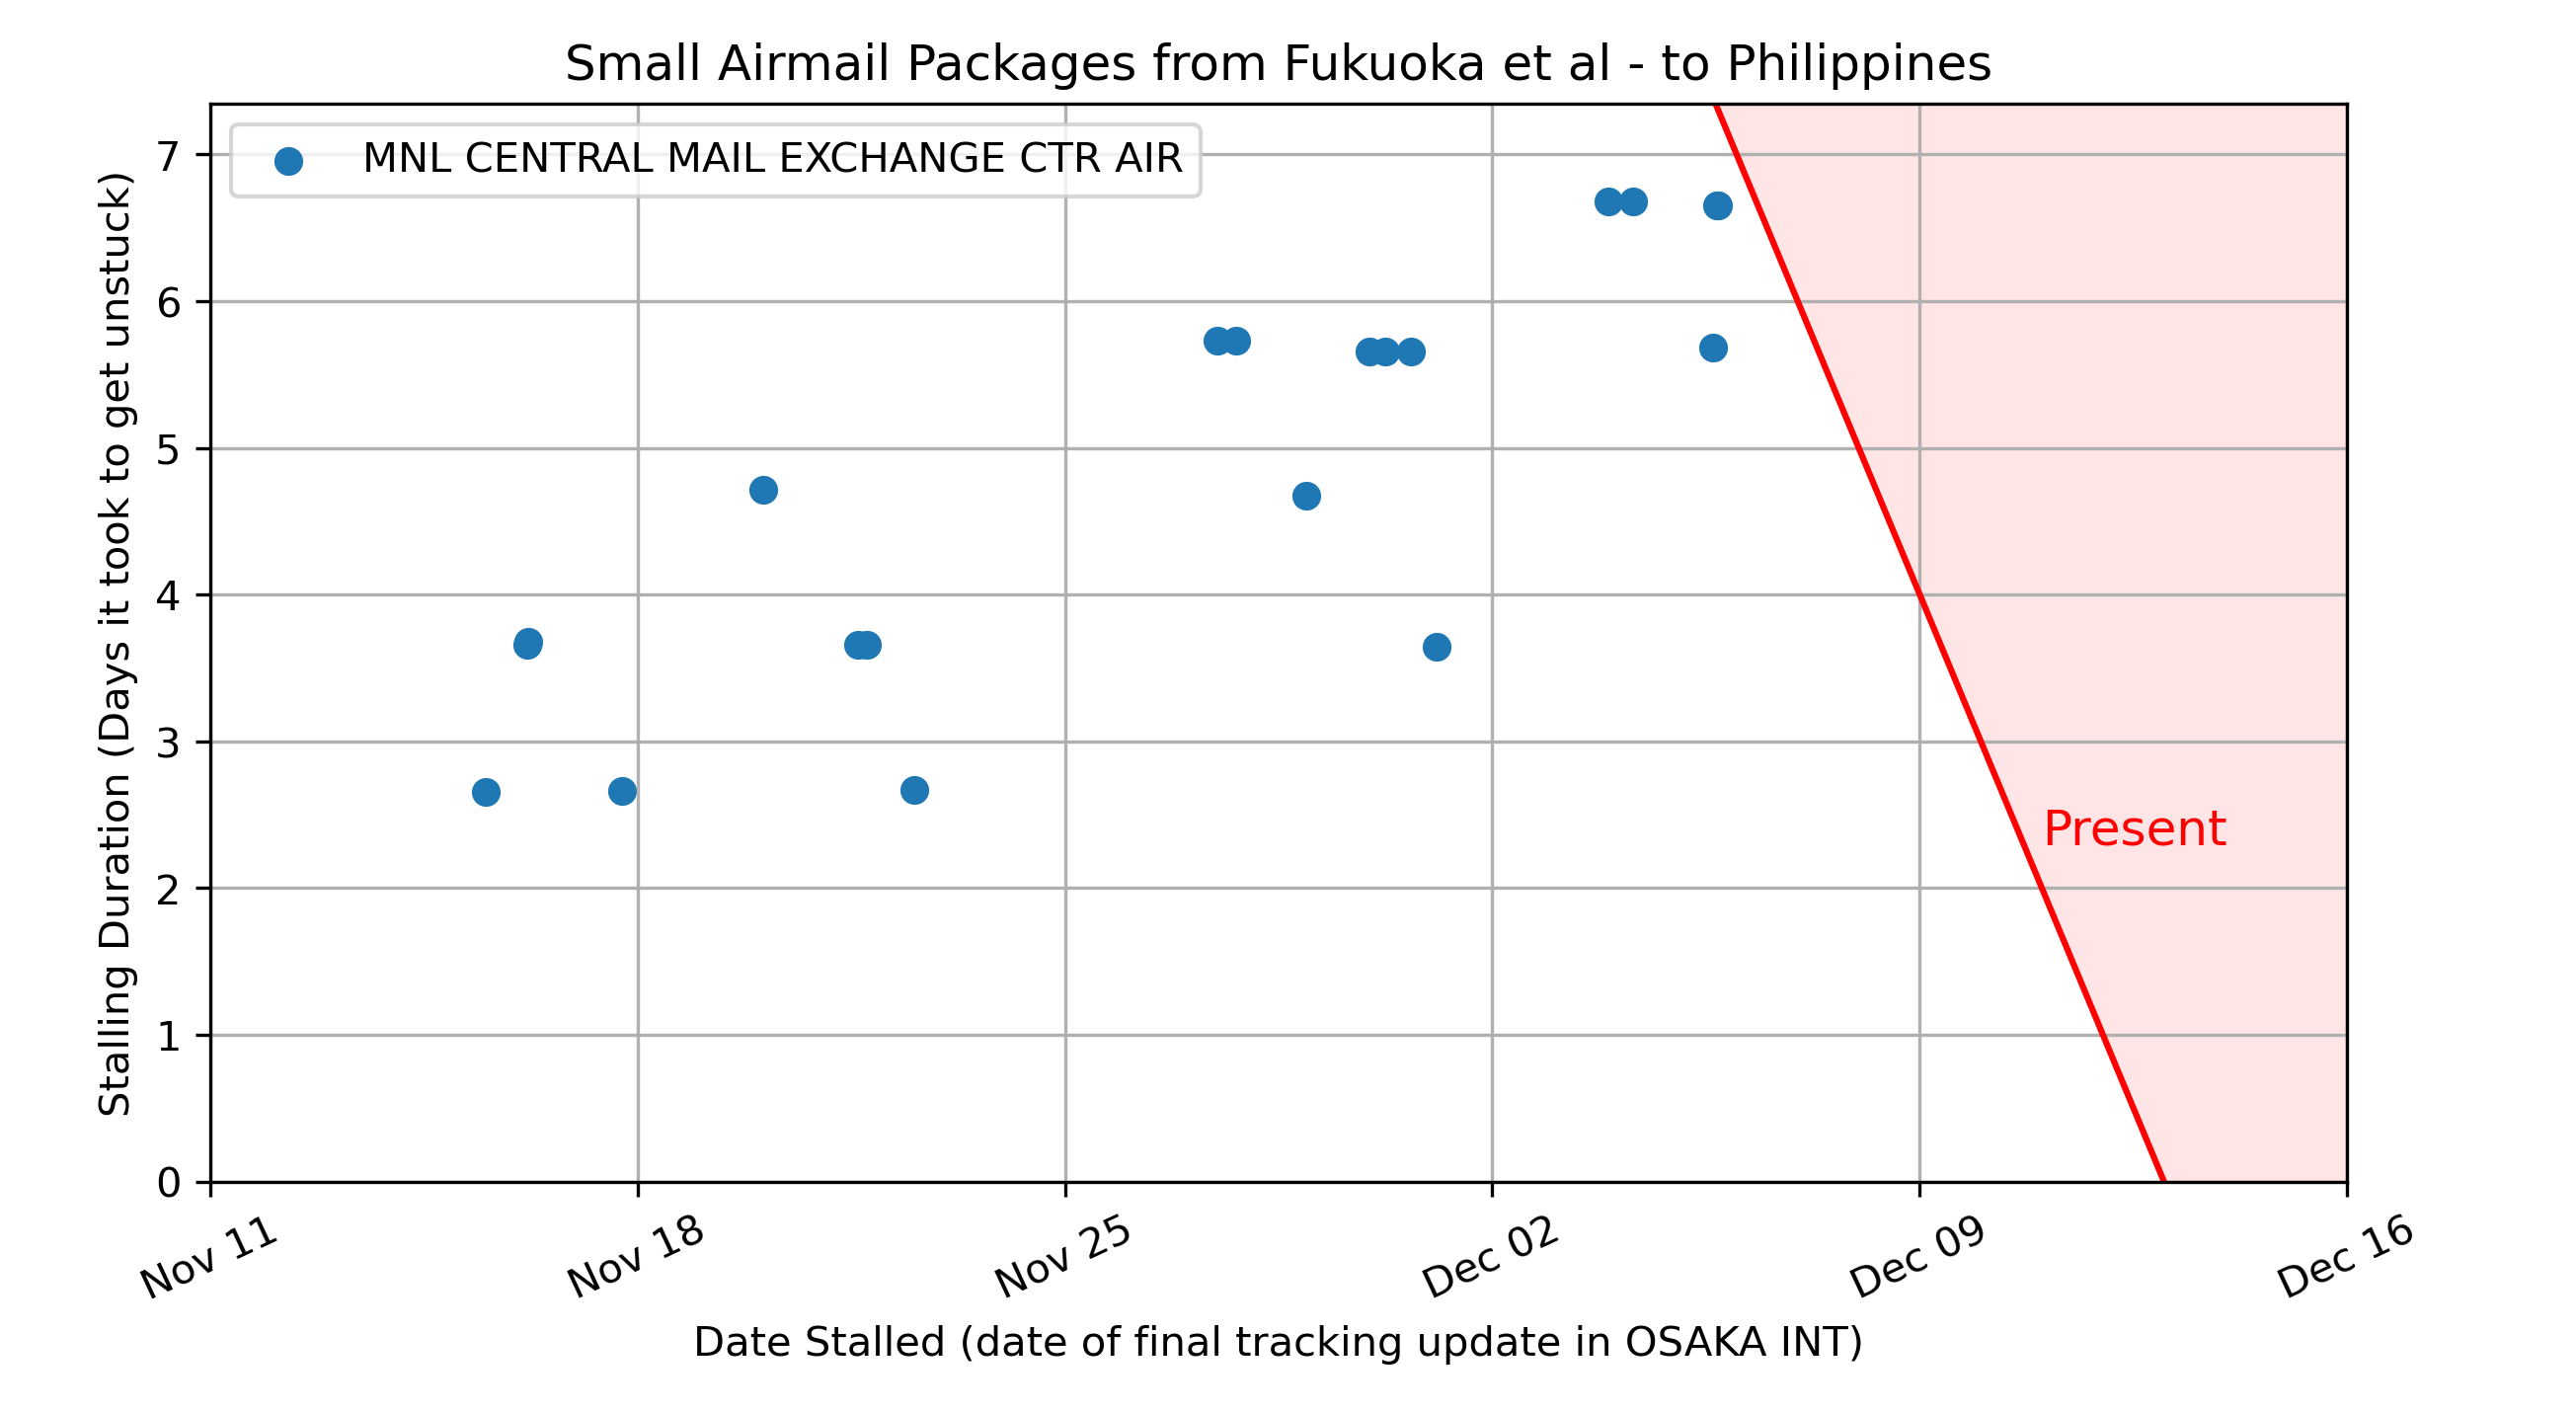 Small Airmail Packages from Fukuoka et al - to Philippines
MNL CENTRAL MAIL EXCHANGE CTR AIR
Stalling Duration (Days it took to get unstuck)
7
6
5
4
3
2
1
0
Present
Nov 11
Nov 18
Nov 25
Dec 02
Dec 09
Dec 16
Date Stalled (date of final tracking update in OSAKA INT)